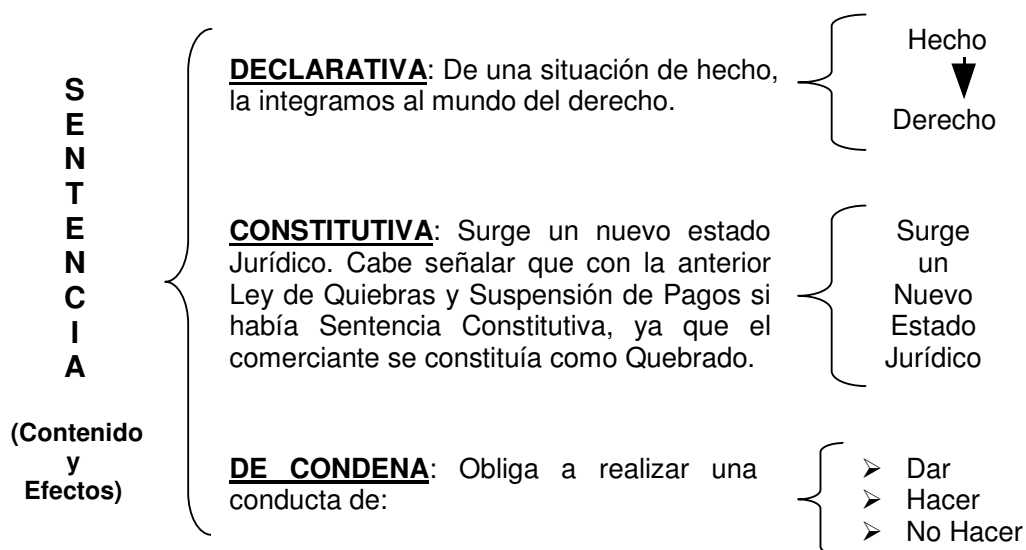 S
E
N
T
E
N
C
I
A
(Contenido
y
Efectos)
DECLARATIVA: De una situación de hecho,
la integramos al mundo del derecho.
Hecho
Derecho
CONSTITUTIVA: Surge un nuevo estado
Jurídico. Cabe señalar que con la anterior
Ley de Quiebras y Suspensión de Pagos si
había Sentencia Constitutiva, ya que el
comerciante se constituía como Quebrado.
Surge
un
Nuevo
Estado
Jurídico
DE CONDENA: Obliga a realizar una
conducta de:
➢ Dar
➢ Hacer
➢ No Hacer